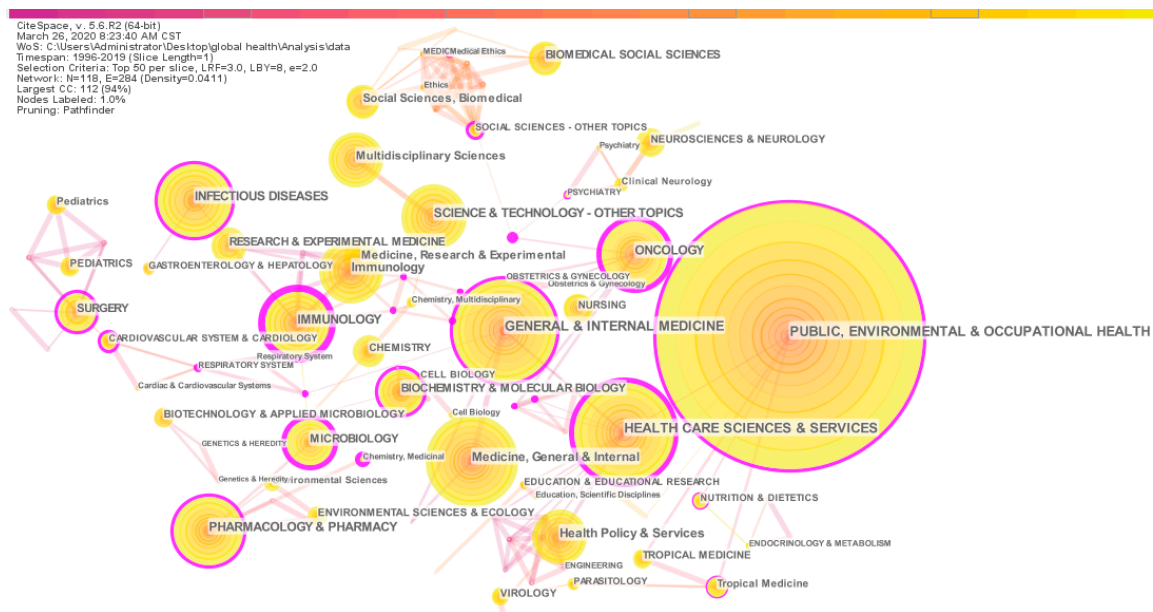 CiteSpace, v. 5.6.R2 (64-bit)
March 26, 2020 8:23:40 AM CST
WoS: C:\Users\Administrator\Desktop\global health\Analysis\data
Timespan: 1996-2019 (Slice Length=1)
Selection Criteria: Top 50 per slice, LRF=3.0, LBY=8, e=2.0
Network: N=118, E=284 (Density=0.0411)
Largest CC: 112 (94%)
Nodes Labeled: 1.0%
Pruning: Pathfinder
Medical Ethics
BIOMEDICAL SOCIAL SCIENCES
Ethics
Social Sciences, Biomedical
SOCIAL SCIENCES - OTHER TOPICS
NEUROSCIENCES & NEUROLOGY
Psychiatry
Multidisciplinary Sciences
Clinical Neurology
PSYCHIATRY
INFECTIOUS DISEASES
Pediatrics
SCIENCE & TECHNOLOGY - OTHER TOPICS
RESEARCH & EXPERIMENTAL MEDICINE
ONCOLOGY
Medicine, Research & Experimental
PEDIATRICS
GASTROENTEROLOGY & HEPATOLOGY
Immunology
OBSTETRICS & GYNECOLOGY
Obstetrics & Gynecology
Chemistry, Multidisciplinary
SURGERY
NURSING
IMMUNOLOGY
GENERAL & INTERNAL MEDICINE
PUBLIC, ENVIRONMENTAL & OCCUPATIONAL HEALTH
CARDIOVASCULAR SYSTEM & CARDIOLOGY
CHEMISTRY
Respiratory System
RESPIRATORY SYSTEM
CELL BIOLOGY
Cardiac & Cardiovascular Systems
BIOCHEMISTRY & MOLECULAR BIOLOGY
BIOTECHNOLOGY & APPLIED MICROBIOLOGY
Cell Biology
HEALTH CARE SCIENCES & SERVICES
GENETICS & HEREDITY
MICROBIOLOGY
Chemistry, Medicinal
Medicine, General & Internal
Genetics & Heredity
Sciences
EDUCATION & EDUCATIONAL RESEARCH
Education, Scientific Disciplines
NUTRITION & DIETETICS
ENVIRONMENTAL SCIENCES & ECOLOGY
PHARMACOLOGY & PHARMACY
Health Policy & Services
ENDOCRINOLOGY & METABOLISM
TROPICAL MEDICINE
ENGINEERING
PARASITOLOGY
Tropical Medicine
VIROLOGY